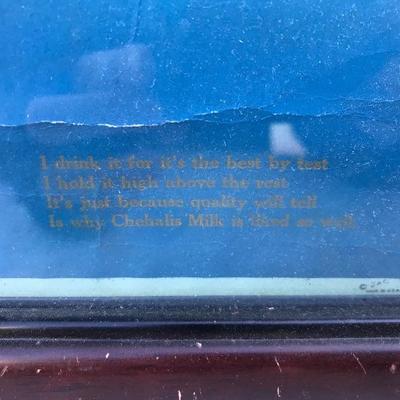 I drink it for it's the best by test
I hold it high above the rest
It's just because quality will tell
Is why Chehalis Milk is liked so well